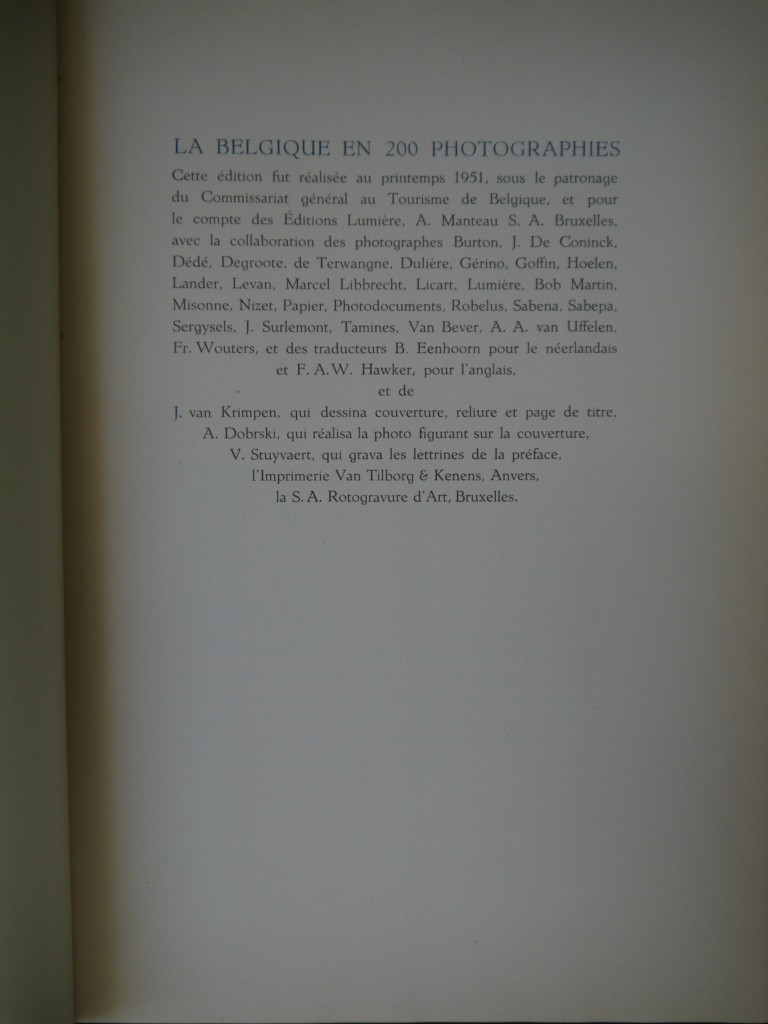 LA BELGIQUE EN 200 PHOTOGRAPHIES
Cette édition fut réalisée au printemps 1951, sous le patronage
du Commissariat général au Tourisme de Belgique, et pour
le compte des Éditions Lumière, A. Manteau S. A. Bruxelles,
avec la collaboration des photographes Burton, J. De Coninck,
Dédé, Degroote, de Terwangne, Dulière, Gérino, Goffin, Hoelen,
Lander, Levan, Marcel Libbrecht, Licart, Lumière, Bob Martin,
Misonne, Nizet, Papier, Photodocuments, Robelus, Sabena, Sabepa,
Sergysels, J. Surlemont, Tamines, Van Bever, A. A. van Uffelen,
Fr. Wouters, et des traducteurs B. Eenhoorn pour le néerlandais
et F. A. W. Hawker, pour l'anglais,
et de
J. van Krimpen, qui dessina couverture, reliure et page de titre,
A. Dobrski, qui réalisa la photo figurant sur la couverture,
V. Stuyvaert, qui grava les lettrines de la préface,
l'Imprimerie Van Tilborg & Kenens, Anvers,
la S. A. Rotogravure d'Art, Bruxelles.